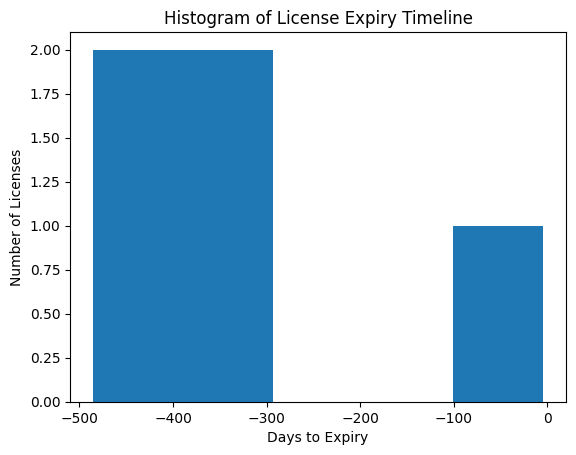 Histogram of License Expiry Timeline
2.00
1.75
1.50
1.25
1.00
0.75
0.50
0.25
0.00
Number of Licenses
−500 −400 −300 −200 −100 0
Days to Expiry